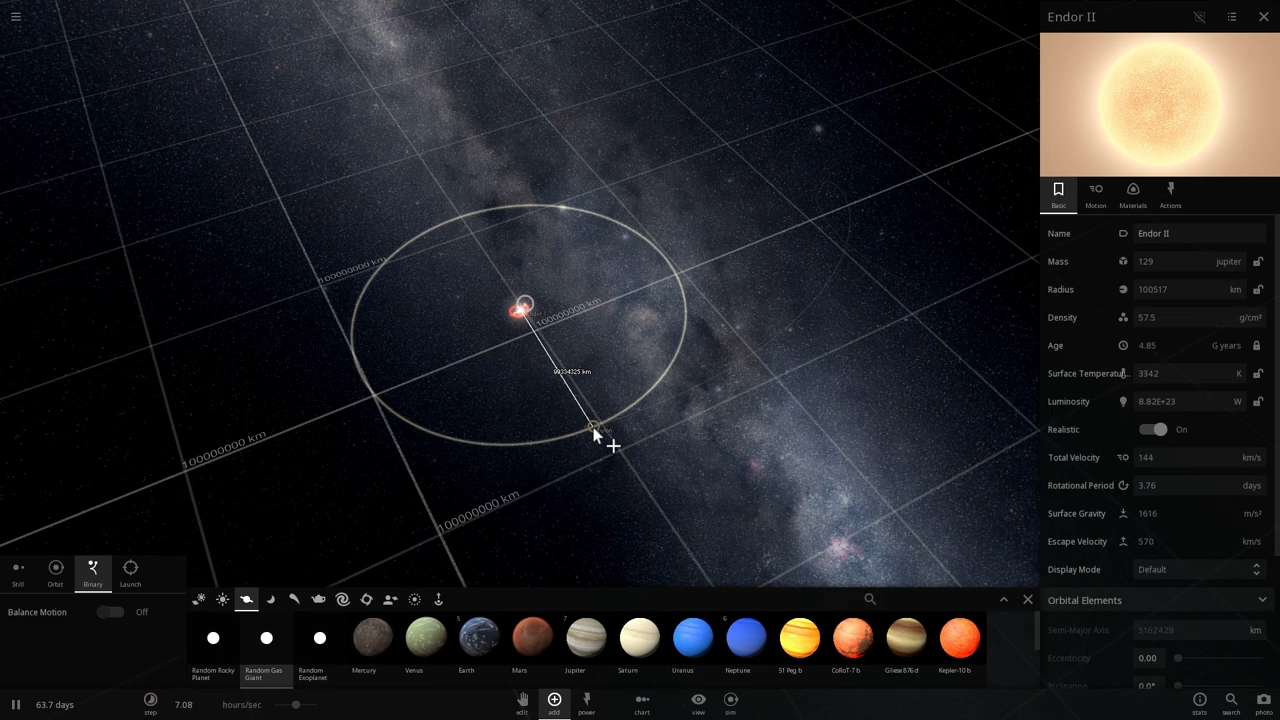 Endor II
100000000 km
100000000 km
99334325 km
100000000 km
100000000 km
Basic
Motion
Materials
Actions
Name
Endor II
Mass
129
jupiter
Radius
100517
km
Density
57.5
g/cm³
Age
4.85
G years
Surface Temperatu...
3342
K
Luminosity
8.82E+23
W
Realistic
On
Total Velocity
144
km/s
Rotational Period
3.76
days
Surface Gravity
1616
m/s²
Escape Velocity
570
km/s
Display Mode
Default
Orbital Elements
Semi-Major Axis
5162428
km
Eccentricity
0.00
Inclination
0.0°
Still
Orbit
Binary
Launch
Balance Motion
Off
Random Rocky
Planet
Random Gas
Giant
Random
Exoplanet
Mercury
Venus
5
Earth
Mars
7
Jupiter
Saturn
Uranus
6
Neptune
51 Peg b
CoRoT-7 b
Gliese 876 d
Kepler-10 b
63.7 days
step
7.08
hours/sec
edit
add
power
chart
view
sim
stats
search
photo